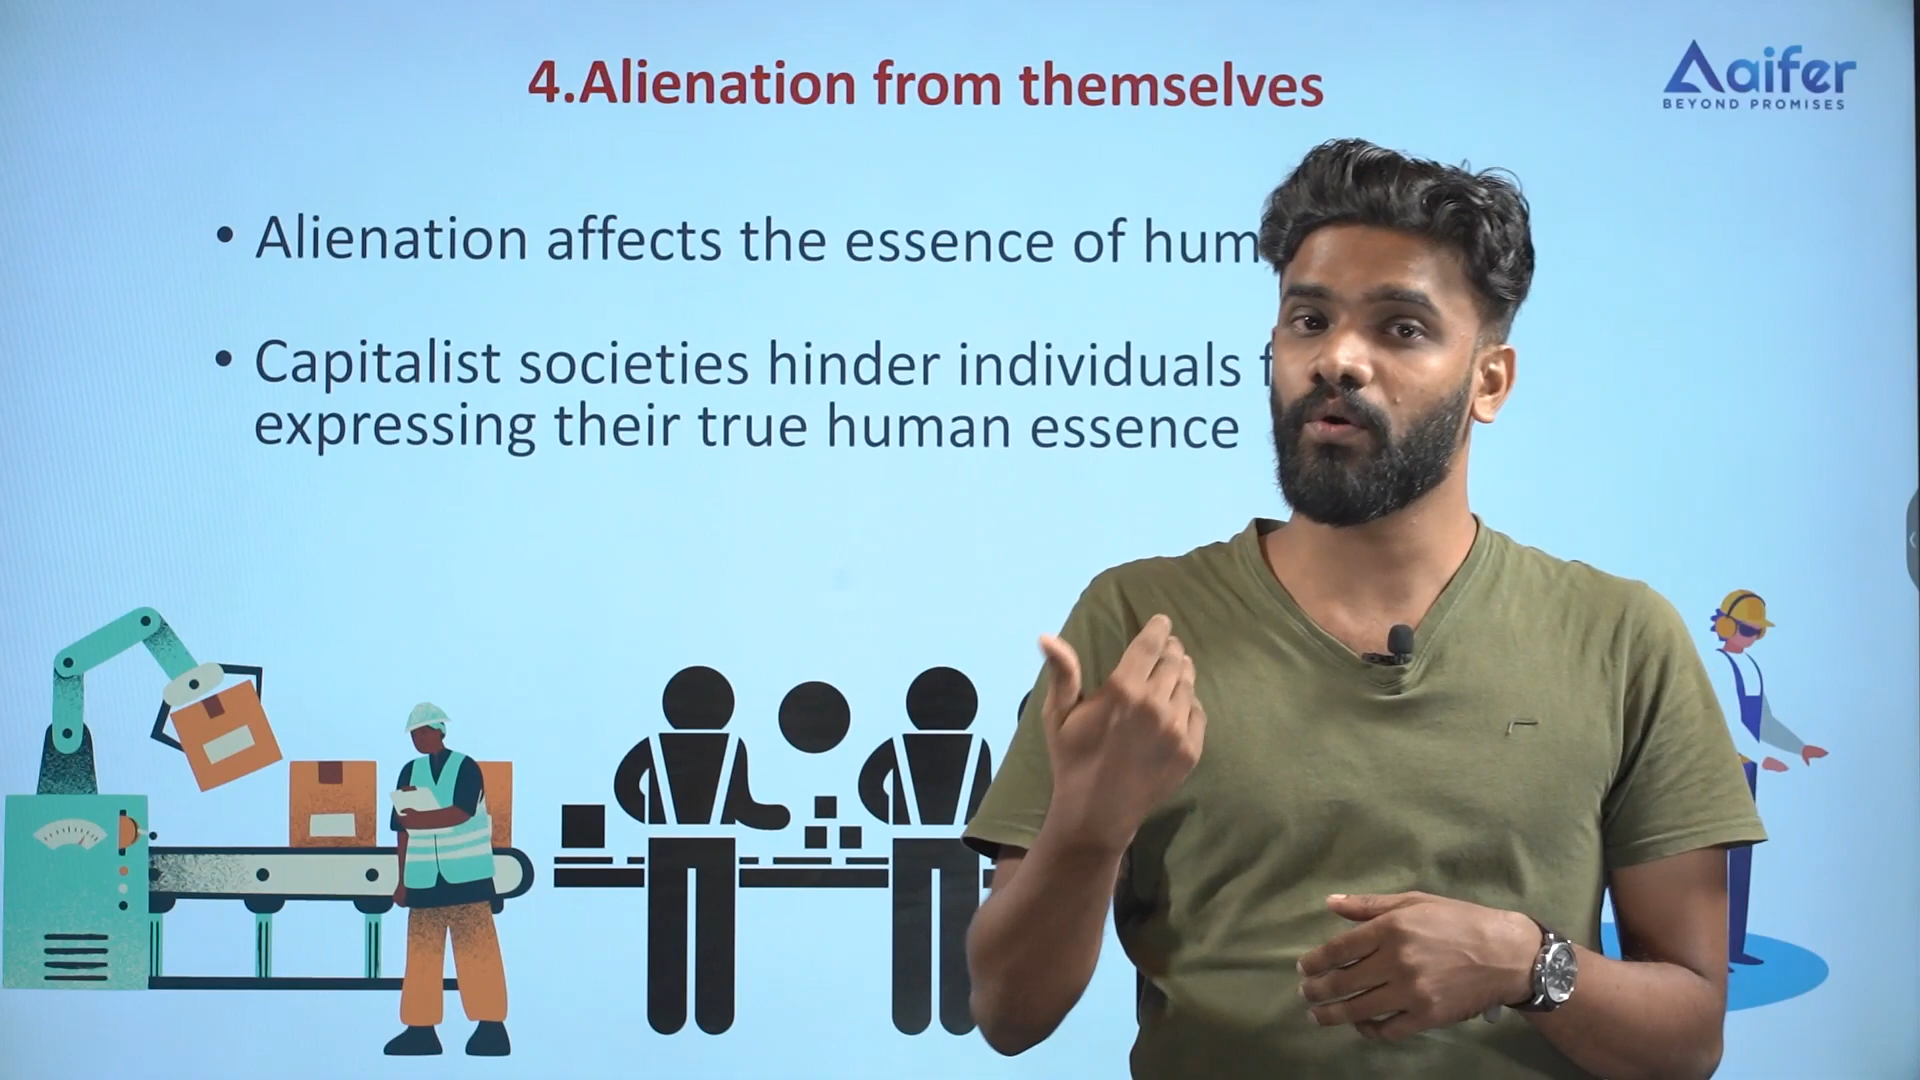 4.Alienation from themselves
Aaifer
BEYOND PROMISES
• Alienation affects the essence of
• Capitalist societies hinder individuals
expressing their true human essence